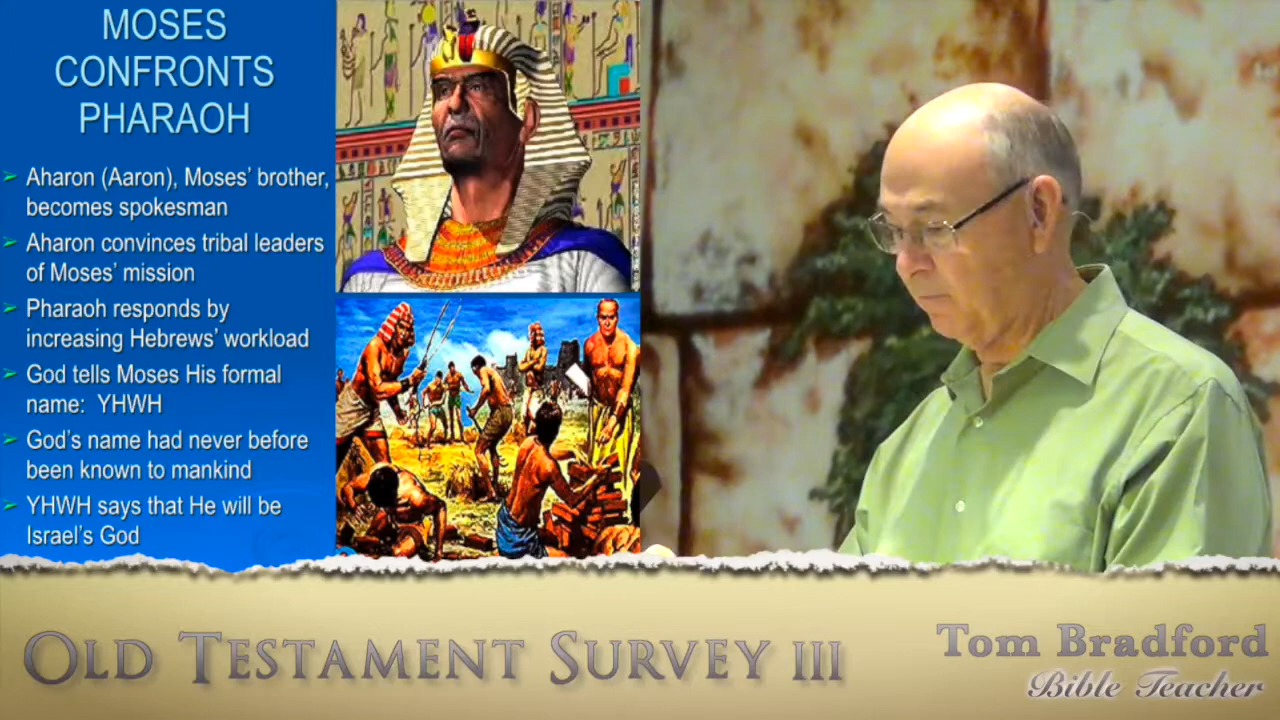 MOSES
CONFRONTS
PHARAOH
➢ Aharon (Aaron), Moses' brother,
becomes spokesman
➢ Aharon convinces tribal leaders
of Moses' mission
➢ Pharaoh responds by
increasing Hebrews' workload
➢ God tells Moses His formal
name: YHWH
➢ God's name had never before
been known to mankind
➢ YHWH says that He will be
Israel's God
OLD TESTAMENT SURVEY III
Tom Bradford
Bible Teacher